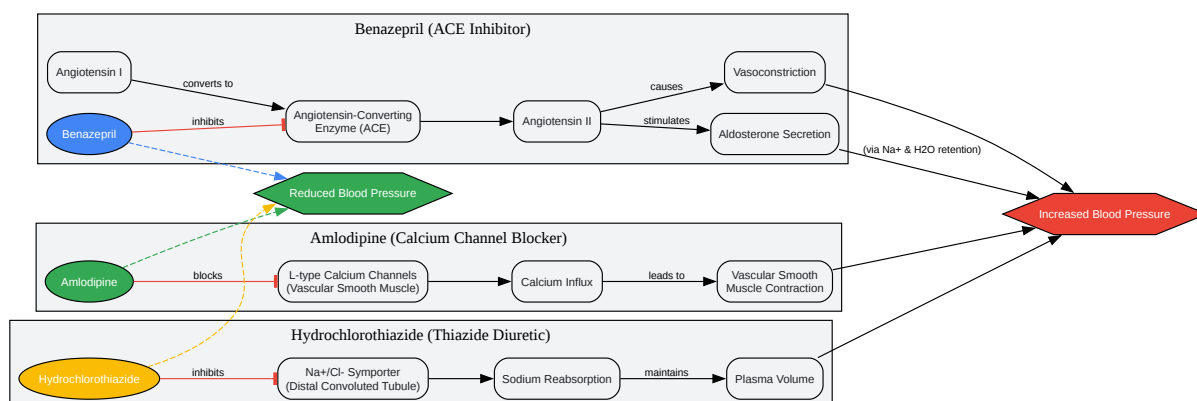 Benazepril (ACE Inhibitor)
Angiotensin I
converts to
Benazepril
inhibits
Angiotensin-Converting
Enzyme (ACE)
Angiotensin II
causes
stimulates
Vasoconstriction
Aldosterone Secretion
(via Na+ & H2O retention)
Reduced Blood Pressure
Increased Blood Pressure
Amlodipine (Calcium Channel Blocker)
Amlodipine
blocks
L-type Calcium Channels
(Vascular Smooth Muscle)
Calcium Influx
leads to
Vascular Smooth
Muscle Contraction
Hydrochlorothiazide (Thiazide Diuretic)
Hydrochlorothiazide
inhibits
Na+/Cl- Symporter
(Distal Convoluted Tubule)
Sodium Reabsorption
maintains
Plasma Volume